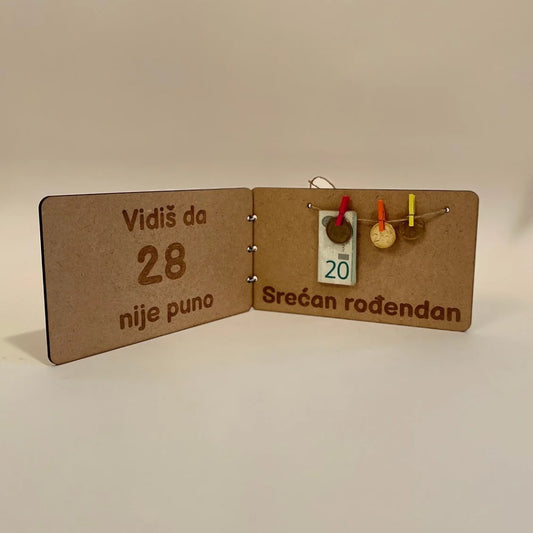 Vidiš da
28
nije puno
20
Srećan rođendan